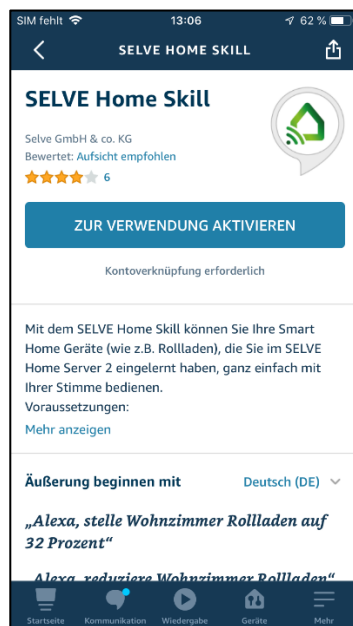 SIM fehlt 13:06 62 %
SELVE HOME SKILL
SELVE Home Skill
Selve GmbH & co. KG
Bewertet: Aufsicht empfohlen
6
ZUR VERWENDUNG AKTIVIEREN
Kontoverknüpfung erforderlich
Mit dem SELVE Home Skill können Sie Ihre Smart
Home Geräte (wie z.B. Rollladen), die Sie im SELVE
Home Server 2 eingelernt haben, ganz einfach mit
Ihrer Stimme bedienen.
Voraussetzungen:
Mehr anzeigen
Äußerung beginnen mit Deutsch (DE)
„Alexa, stelle Wohnzimmer Rollladen auf
32 Prozent“
„Alexa, reduziere Wohnzimmer Rollladen“
Startseite Kommunikation Wiedergabe Geräte Mehr